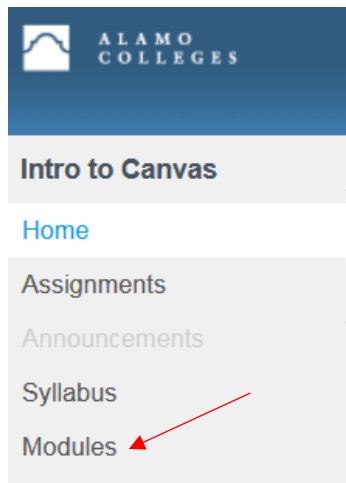 ALAMO
COLLEGES
Intro to Canvas
Home
Assignments
Announcements
Syllabus
Modules